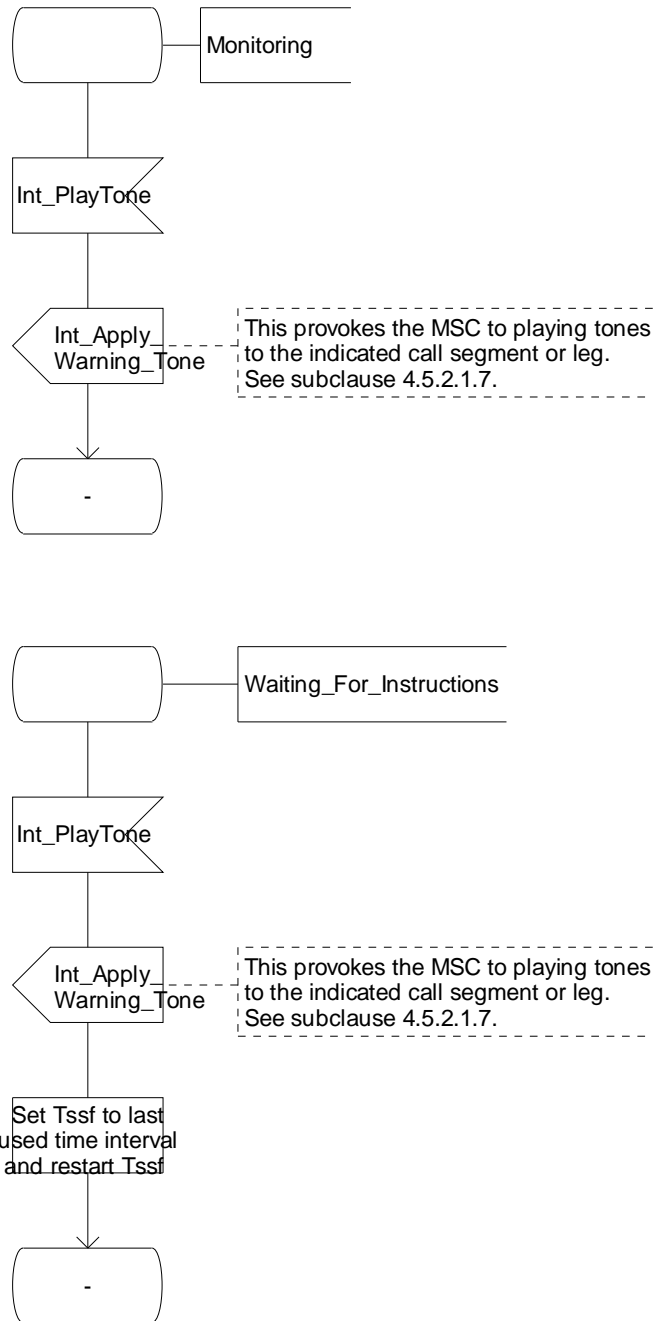 Monitoring
Int_PlayTone
Int_Apply_
Warning_Tone
This provokes the MSC to playing tones
to the indicated call segment or leg.
See subclause 4.5.2.1.7.
-
Waiting_For_Instructions
Int_PlayTone
Int_Apply_
Warning_Tone
This provokes the MSC to playing tones
to the indicated call segment or leg.
See subclause 4.5.2.1.7.
Set Tssf to last
used time interval
and restart Tssf
-